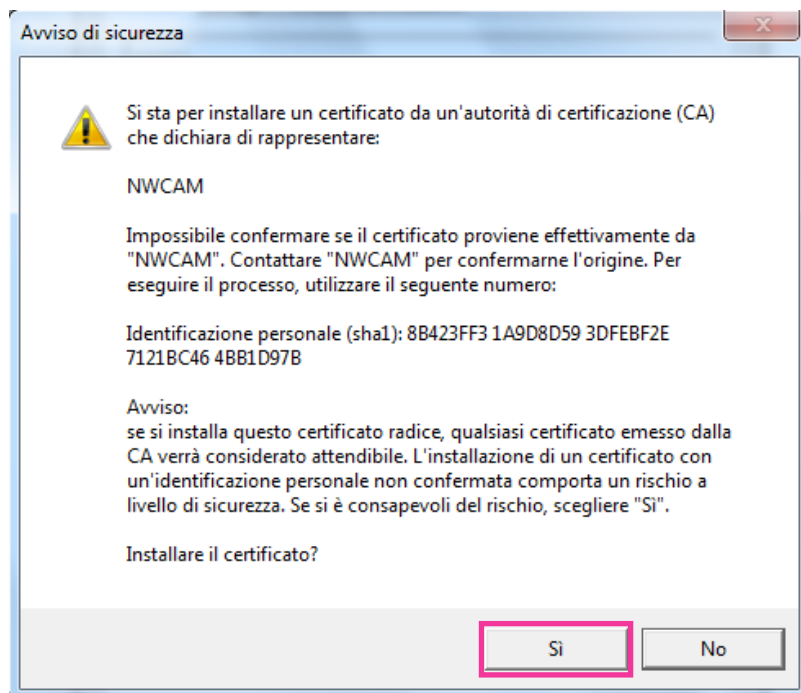 Avviso di sicurezza
Si sta per installare un certificato da un'autorità di certificazione (CA)
che dichiara di rappresentare:
NWCAM
Impossibile confermare se il certificato proviene effettivamente da
"NWCAM". Contattare "NWCAM" per confermarne l'origine. Per
eseguire il processo, utilizzare il seguente numero:
Identificazione personale (sha1): 8B423FF3 1A9D8D59 3DFEBF2E
7121BC46 4BB1D97B
Avviso:
se si installa questo certificato radice, qualsiasi certificato emesso dalla
CA verrà considerato attendibile. L'installazione di un certificato con
un'identificazione personale non confermata comporta un rischio a
livello di sicurezza. Se si è consapevoli del rischio, scegliere "Sì".
Installare il certificato?
Sì
No